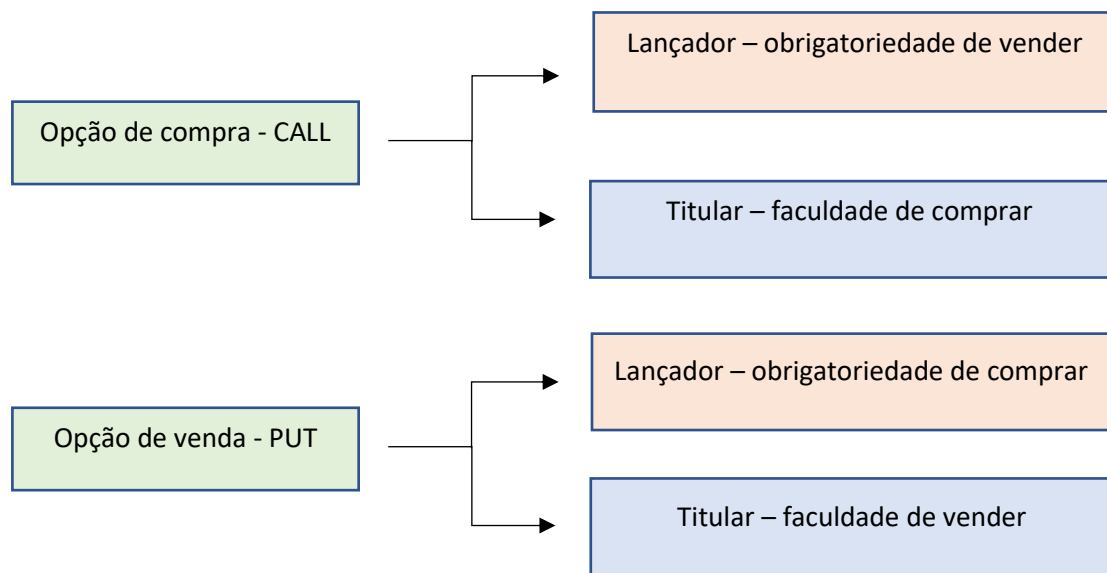 Lançador – obrigatoriedade de vender
Opção de compra - CALL
Titular – faculdade de comprar
Lançador – obrigatoriedade de comprar
Opção de venda - PUT
Titular – faculdade de vender